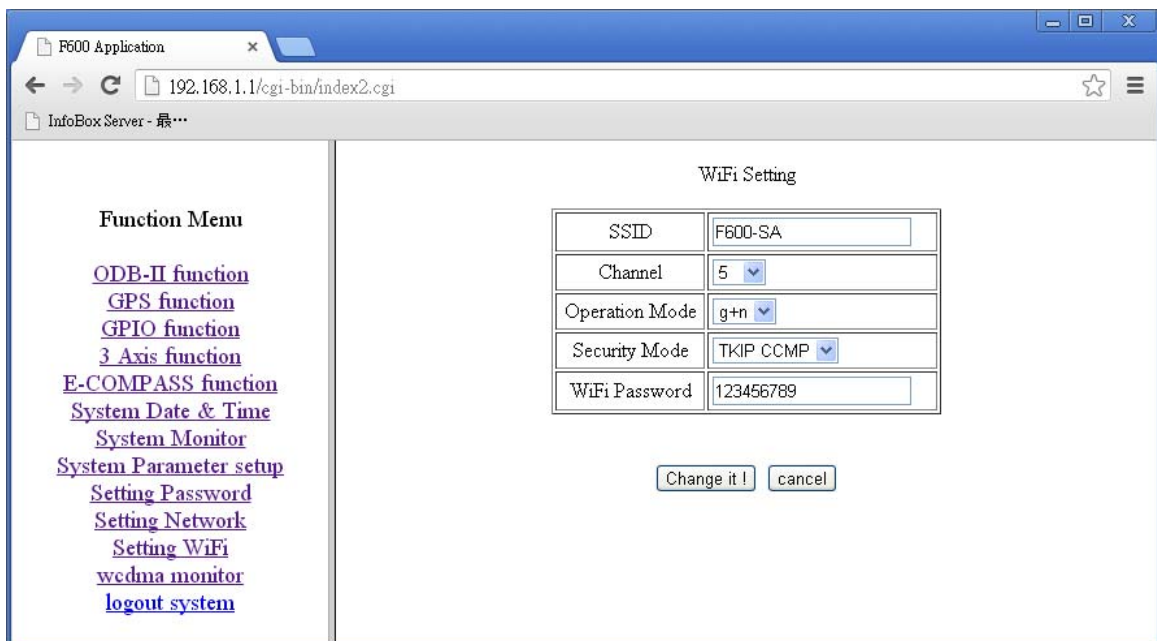 F600 Application
192.168.1.1/cgi-bin/index2.cgi
InfoBox Server - 最…
Function Menu
ODB-II function
GPS function
GPIO function
3 Axis function
E-COMPASS function
System Date & Time
System Monitor
System Parameter setup
Setting Password
Setting Network
Setting WiFi
wcdma monitor
logout system
WiFi Setting
SSID F600-SA
Channel 5
Operation Mode g+n
Security Mode TKIP CCMP
WiFi Password 123456789
Change it ! cancel